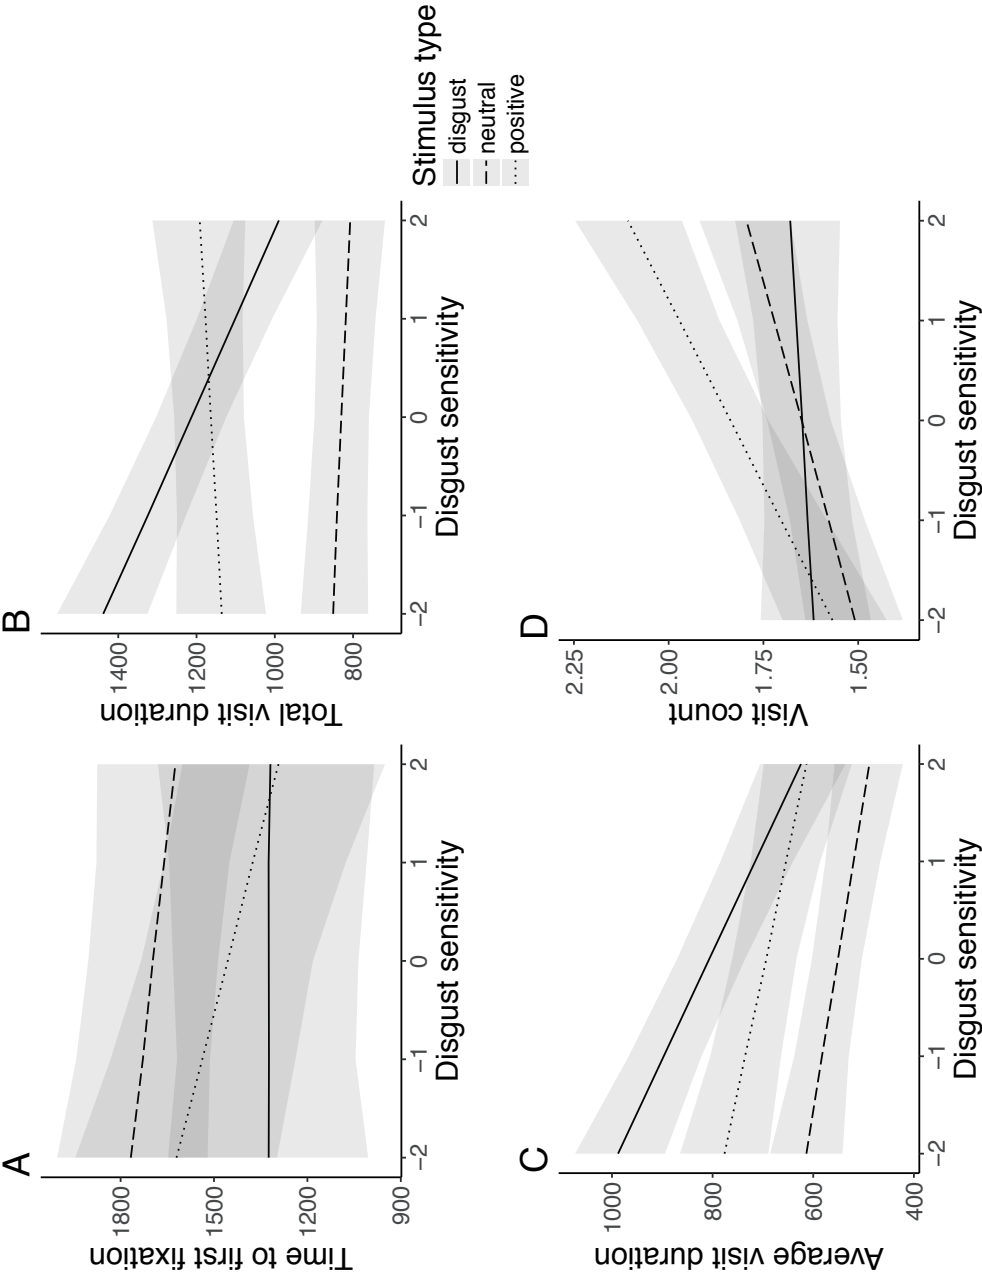 A
Time to first fixation
1800
1500
1200
900
−2
−1
0
1
2
Disgust sensitivity
B
Total visit duration
1400
1200
1000
800
−2
−1
0
1
2
Disgust sensitivity
C
Average visit duration
1000
800
600
400
−2
−1
0
1
2
Disgust sensitivity
D
Visit count
2.25
2.00
1.75
1.50
−2
−1
0
1
2
Disgust sensitivity
Stimulus type
disgust
neutral
positive